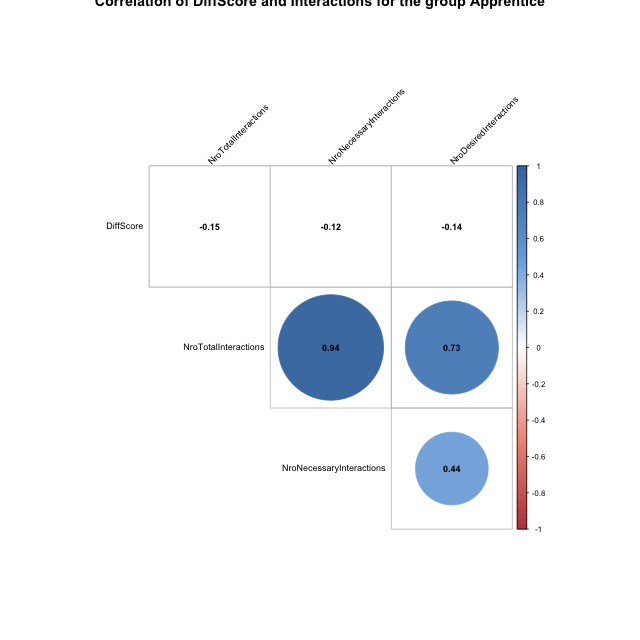 Correlation of DiffScore and Interactions for the group Apprentice
NroTotalInteractions
NroNecessaryInteractions
NroDesiredInteractions
DiffScore
-0.15
-0.12
-0.14
NroTotalInteractions
0.94
0.73
NroNecessaryInteractions
0.44
1
0.8
0.6
0.4
0.2
0
-0.2
-0.4
-0.6
-0.8
-1